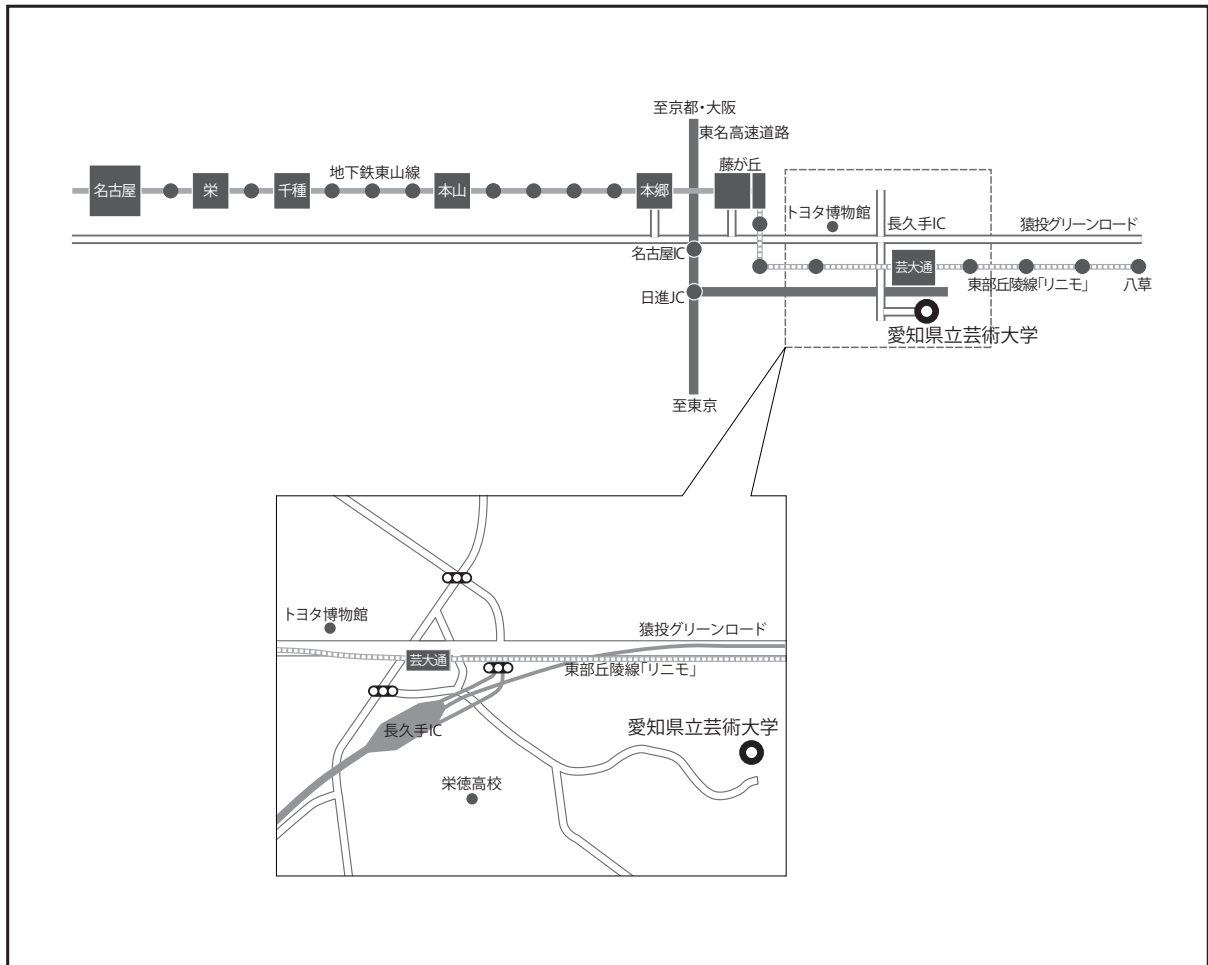 至京都・大阪
東名高速道路
藤が丘
地下鉄東山線
名古屋
栄
千種
本山
本郷
トヨタ博物館
長久手IC
猿投グリーンロード
名古屋IC
芸大通
日進JC
東部丘陵線「リニモ」
八草
愛知県立芸術大学
至東京
トヨタ博物館
猿投グリーンロード
芸大通
東部丘陵線「リニモ」
長久手IC
愛知県立芸術大学
栄徳高校